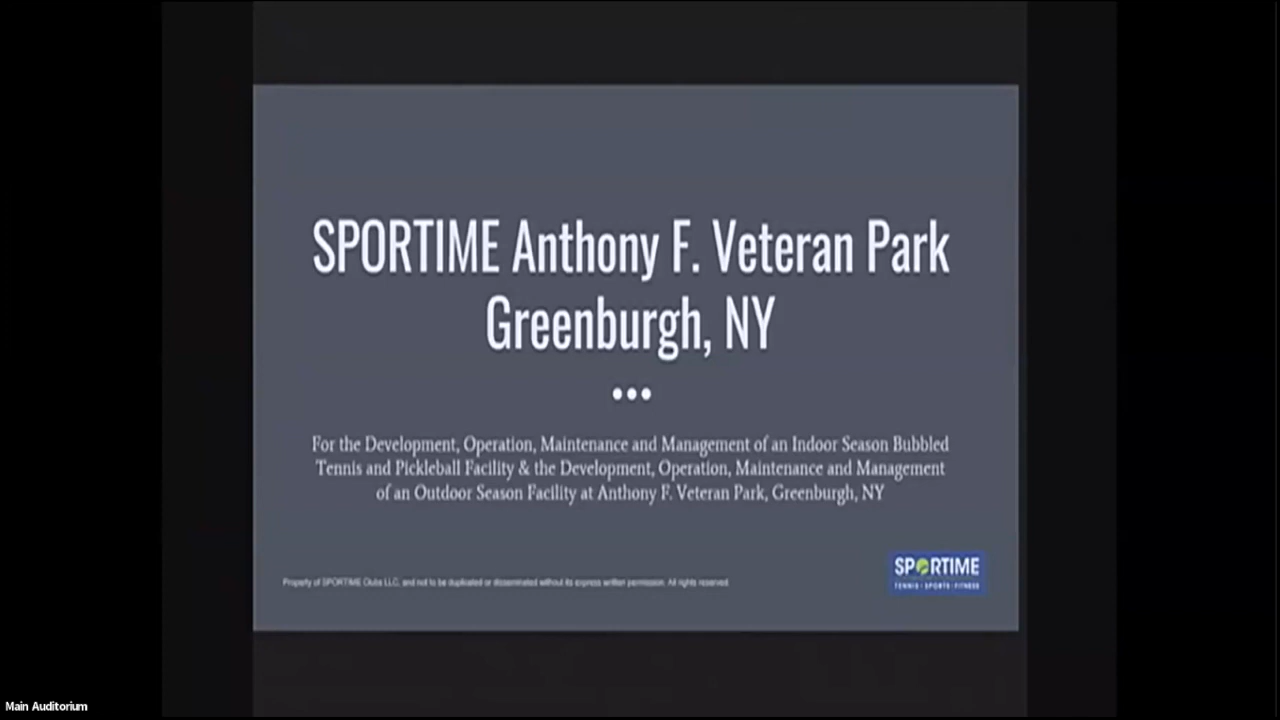 SPORTIME Anthony F. Veteran Park
Greenburgh, NY
For the Development, Operation, Maintenance and Management of an Indoor Season Bubbled
Tennis and Pickleball Facility & the Development, Operation, Maintenance and Management
of an Outdoor Season Facility at Anthony F. Veteran Park, Greenburgh, NY
Property of SPORTIME Clubs LLC, and not to be duplicated or disseminated without its express written permission. All rights reserved.
SPORTIME
TENNIS • SPORTS • FITNESS
Main Auditorium